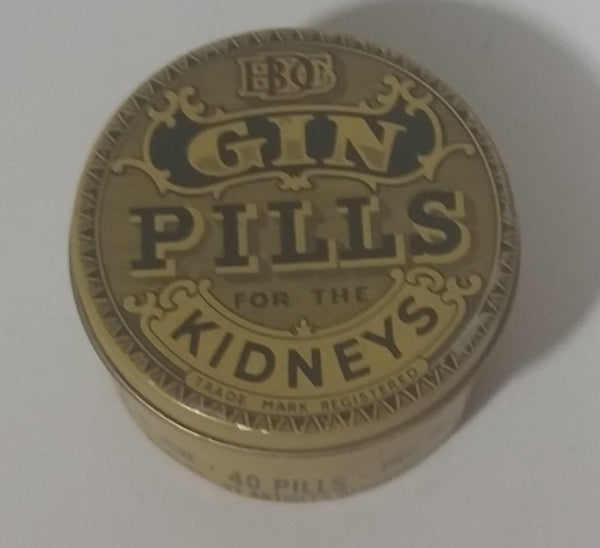 GIN
PILLS
FOR THE
KIDNEYS
TRADE MARK REGISTERED
40 PILLS